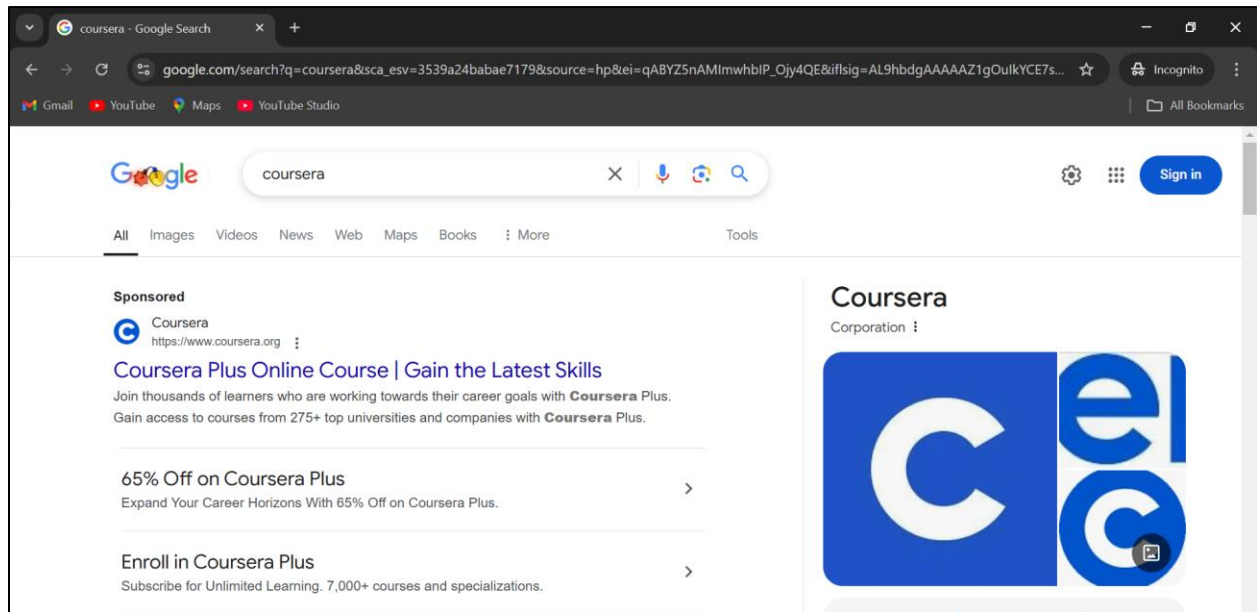 coursera - Google Search
google.com/search?q=coursera&sca_esv=3539a24babae7179&source=hp&ei=qABYZ5nAMImwhbIP_Ojy4QE&iflsig=AL9hbdgAAAAAZ1gOuIkYCE7s...
Incognito
Gmail YouTube Maps YouTube Studio All Bookmarks
Google coursera Sign in
All Images Videos News Web Maps Books More Tools
Sponsored
Coursera
https://www.coursera.org
Coursera Plus Online Course | Gain the Latest Skills
Join thousands of learners who are working towards their career goals with Coursera Plus.
Gain access to courses from 275+ top universities and companies with Coursera Plus.
65% Off on Coursera Plus
Expand Your Career Horizons With 65% Off on Coursera Plus.
Enroll in Coursera Plus
Subscribe for Unlimited Learning. 7,000+ courses and specializations.
Coursera
Corporation